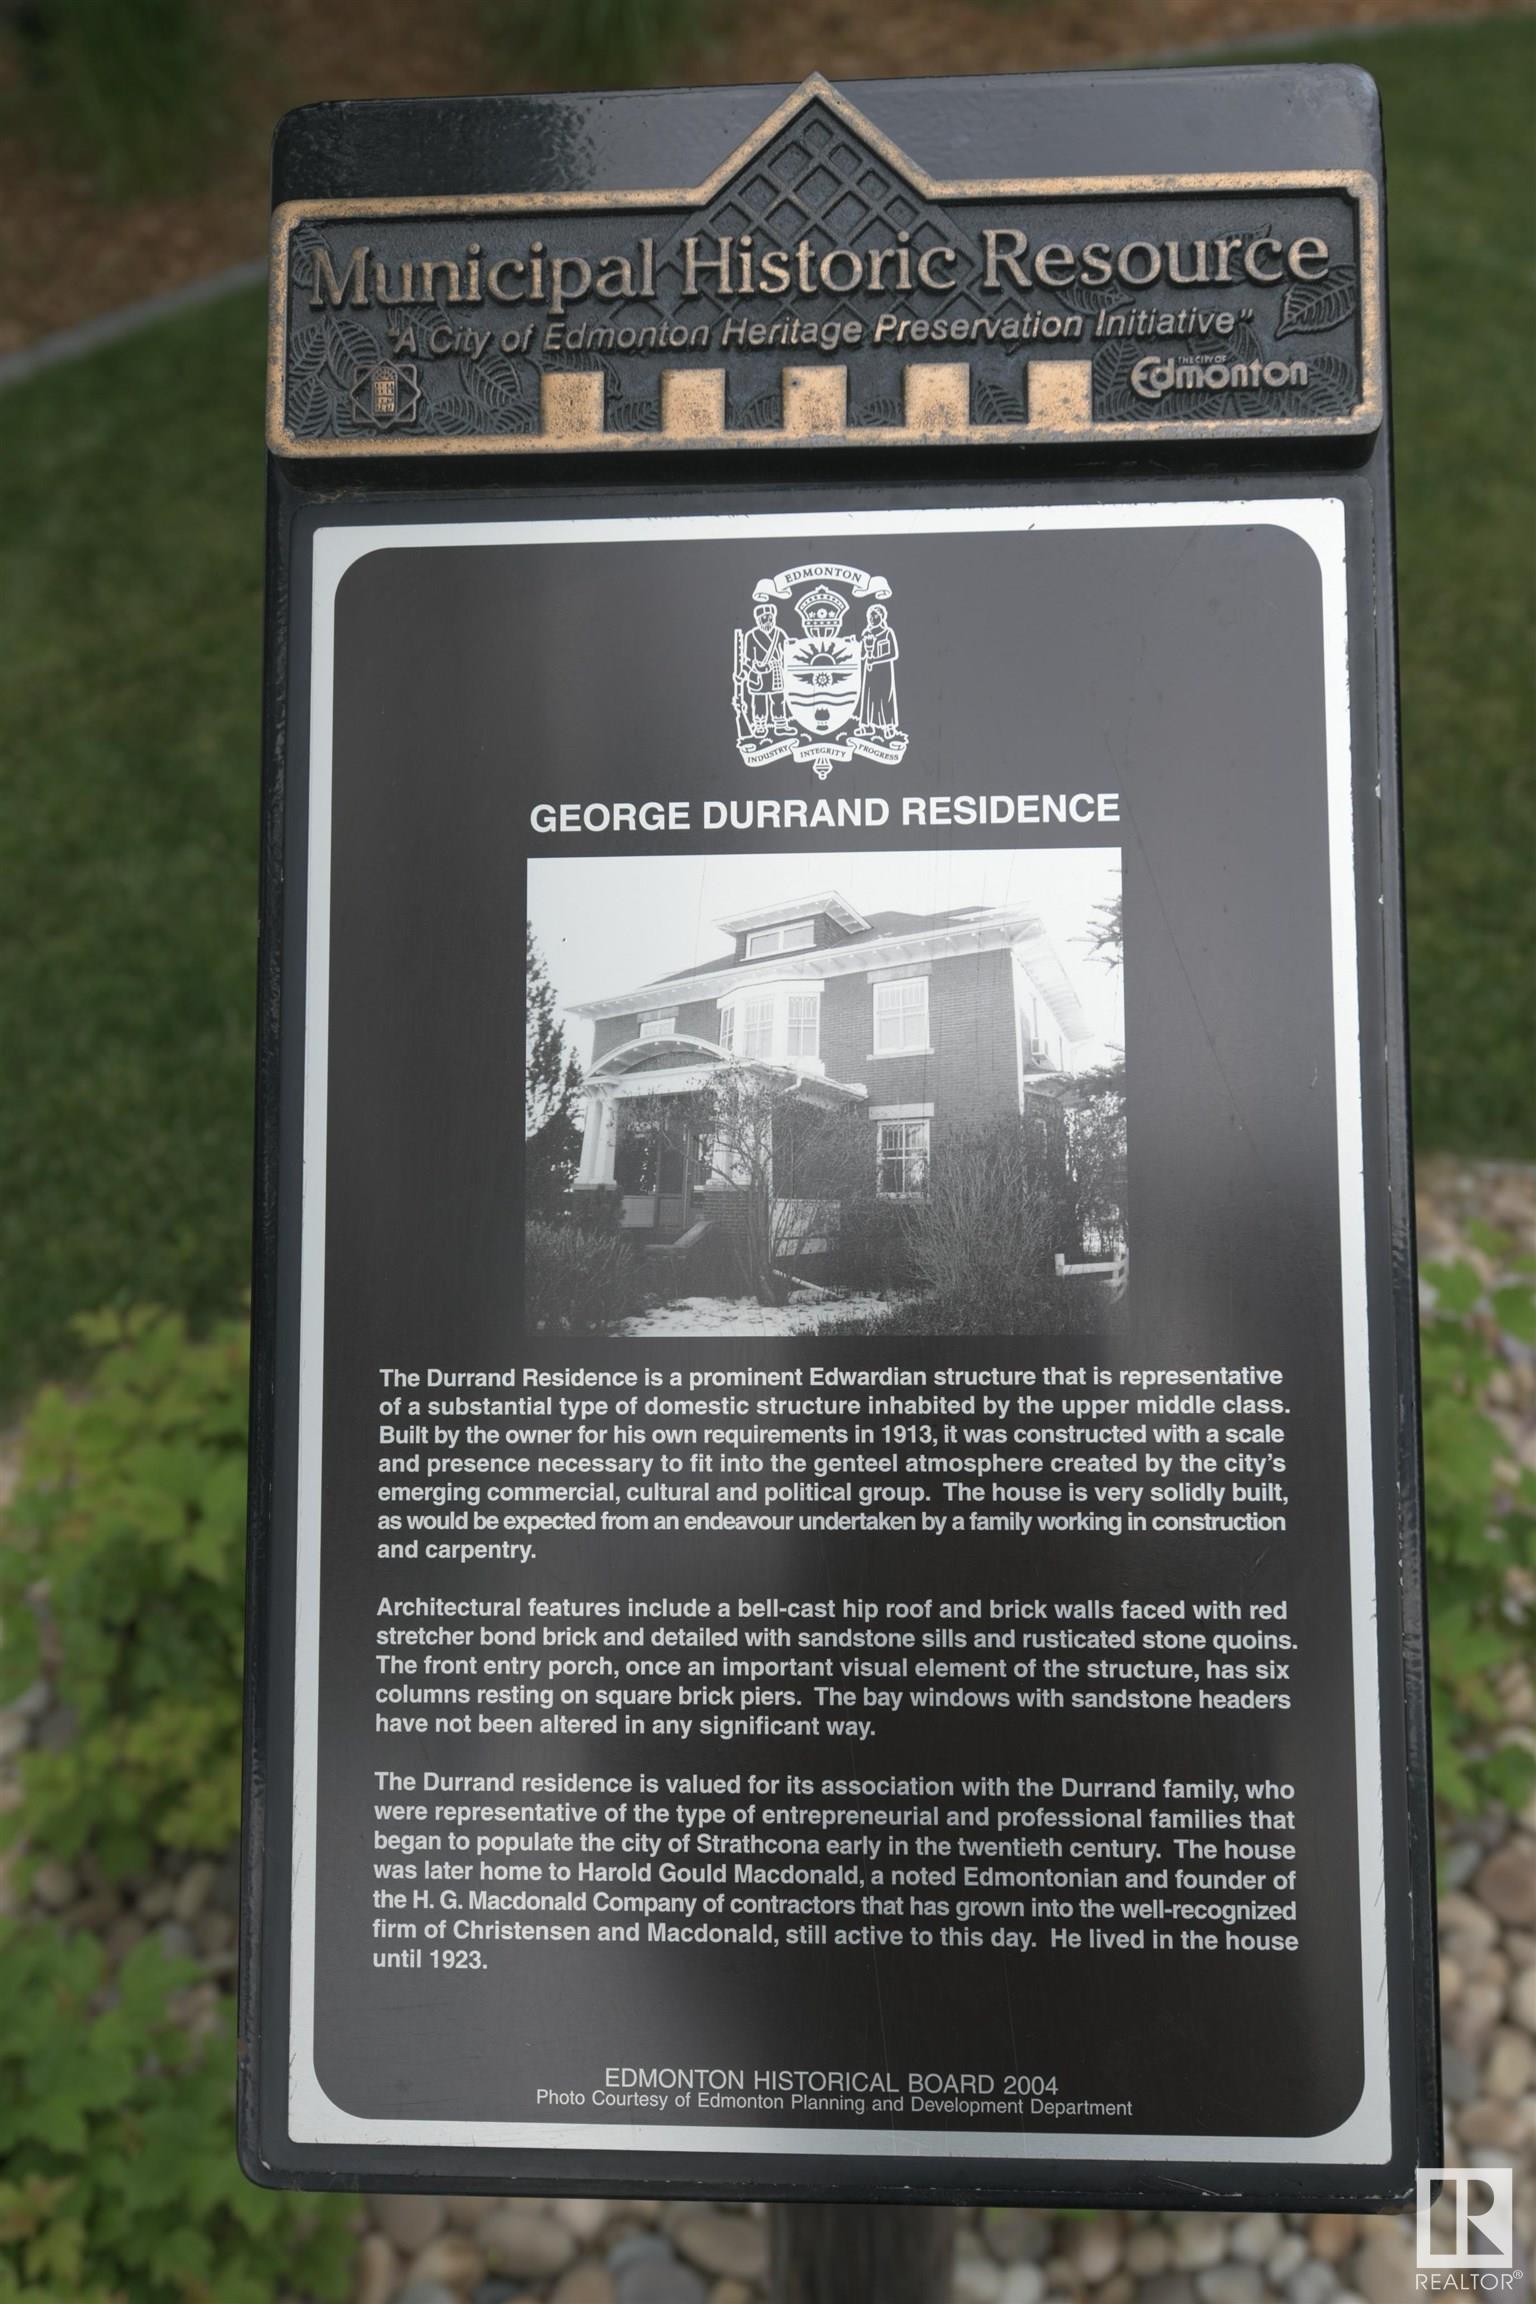 Municipal Historic Resource
"A City of Edmonton Heritage Preservation Initiative"
THE CITY OF
Edmonton
EDMONTON
INDUSTRY INTEGRITY PROGRESS
GEORGE DURRAND RESIDENCE
The Durrand Residence is a prominent Edwardian structure that is representative
of a substantial type of domestic structure inhabited by the upper middle class.
Built by the owner for his own requirements in 1913, it was constructed with a scale
and presence necessary to fit into the genteel atmosphere created by the city's
emerging commercial, cultural and political group. The house is very solidly built,
as would be expected from an endeavour undertaken by a family working in construction
and carpentry.
Architectural features include a bell-cast hip roof and brick walls faced with red
stretcher bond brick and detailed with sandstone sills and rusticated stone quoins.
The front entry porch, once an important visual element of the structure, has six
columns resting on square brick piers. The bay windows with sandstone headers
have not been altered in any significant way.
The Durrand residence is valued for its association with the Durrand family, who
were representative of the type of entrepreneurial and professional families that
began to populate the city of Strathcona early in the twentieth century. The house
was later home to Harold Gould Macdonald, a noted Edmontonian and founder of
the H. G. Macdonald Company of contractors that has grown into the well-recognized
firm of Christensen and Macdonald, still active to this day. He lived in the house
until 1923.
EDMONTON HISTORICAL BOARD 2004
Photo Courtesy of Edmonton Planning and Development Department
R
REALTOR®